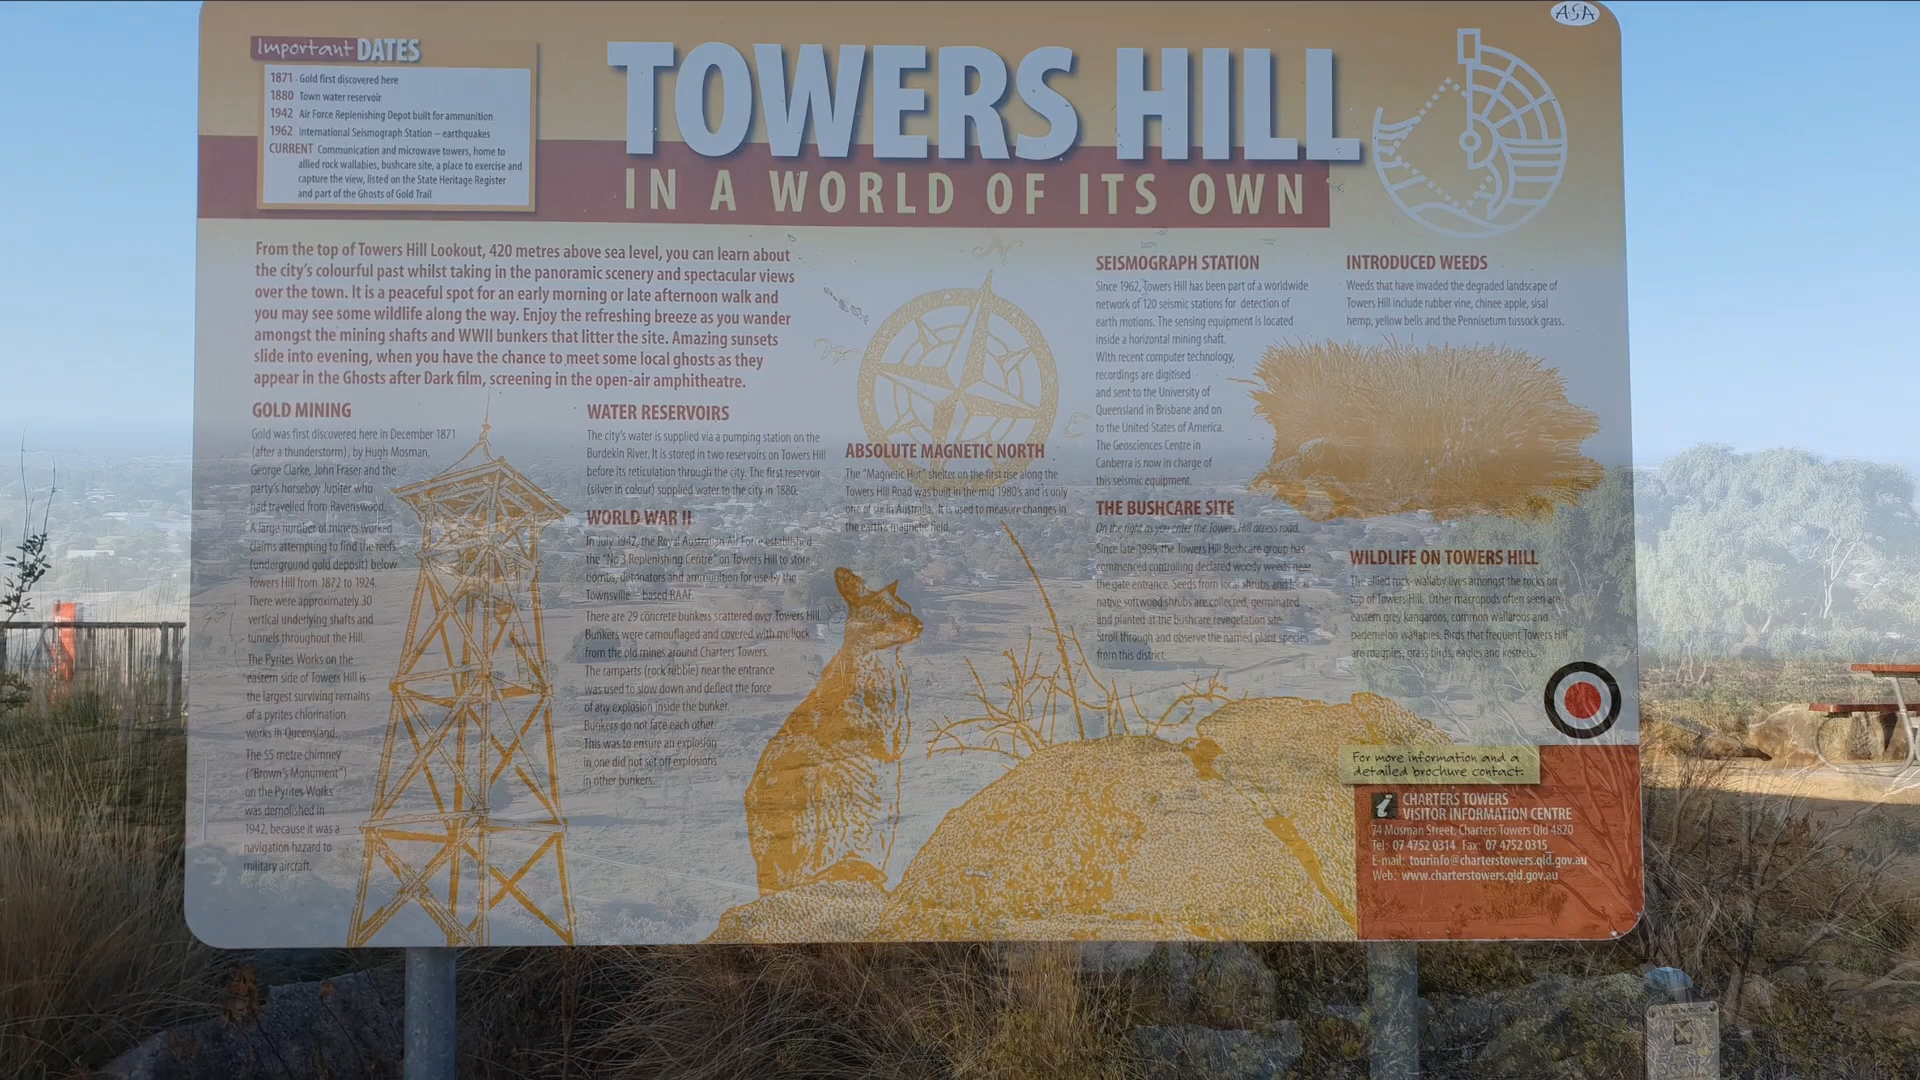 ASA
Important DATES
1871 - Gold first discovered here
1880 Town water reservoir
1942 Air Force Replenishing Depot built for ammunition
1962 International Seismograph Station – earthquakes
CURRENT Communication and microwave towers, home to
allied rock wallabies, bushcare site, a place to exercise and
capture the view, listed on the State Heritage Register
and part of the Ghosts of Gold Trail
TOWERS HILL
IN A WORLD OF ITS OWN
From the top of Towers Hill Lookout, 420 metres above sea level, you can learn about
the city's colourful past whilst taking in the panoramic scenery and spectacular views
over the town. It is a peaceful spot for an early morning or late afternoon walk and
you may see some wildlife along the way. Enjoy the refreshing breeze as you wander
amongst the mining shafts and WWII bunkers that litter the site. Amazing sunsets
slide into evening, when you have the chance to meet some local ghosts as they
appear in the Ghosts after Dark film, screening in the open-air amphitheatre.
GOLD MINING
Gold was first discovered here in December 1871
(after a thunderstorm), by Hugh Mosman,
George Clarke, John Fraser and the
party's horseboy Jupiter who
had travelled from Ravenswood.
A large number of miners worked
claims attempting to find the reefs
(underground gold deposit) below
Towers Hill from 1872 to 1924.
There were approximately 30
vertical underlying shafts and
tunnels throughout the Hill.
The Pyrites Works on the
eastern side of Towers Hill is
the largest surviving remains
of a pyrites chlorination
works in Queensland.
The 55 metre chimney
("Brown's Monument")
on the Pyrites Works
was demolished in
1942, because it was a
navigation hazard to
military aircraft.
WATER RESERVOIRS
The city's water is supplied via a pumping station on the
Burdekin River. It is stored in two reservoirs on Towers Hill
before its reticulation through the city. The first reservoir
(silver in colour) supplied water to the city in 1880.
WORLD WAR II
In July 1942, the Royal Australian Air Force established
the "No 3 Replenishing Centre" on Towers Hill to store
bombs, detonators and ammunition for use by the
Townsville - based RAAF.
There are 29 concrete bunkers scattered over Towers Hill.
Bunkers were camouflaged and covered with mullock
from the old mines around Charters Towers.
The ramparts (rock rubble) near the entrance
was used to slow down and deflect the force
of any explosion inside the bunker.
Bunkers do not face each other.
This was to ensure an explosion
in one did not set off explosions
in other bunkers.
ABSOLUTE MAGNETIC NORTH
The "Magnetic Hut" shelter on the first rise along the
Towers Hill Road was built in the mid 1980's and is only
one of six in Australia. It is used to measure changes in
the earth's magnetic field.
SEISMOGRAPH STATION
Since 1962, Towers Hill has been part of a worldwide
network of 120 seismic stations for detection of
earth motions. The sensing equipment is located
inside a horizontal mining shaft.
With recent computer technology,
recordings are digitised
and sent to the University of
Queensland in Brisbane and on
to the United States of America.
The Geosciences Centre in
Canberra is now in charge of
this seismic equipment.
THE BUSHCARE SITE
On the right as you enter the Towers Hill access road.
Since late 1999, the Towers Hill Bushcare group has
commenced controlling declared woody weeds near
the gate entrance. Seeds from local shrubs and local
native softwood shrubs are collected, germinated
and planted at the bushcare revegetation site.
Stroll through and observe the named plant species
from this district.
INTRODUCED WEEDS
Weeds that have invaded the degraded landscape of
Towers Hill include rubber vine, chinee apple, sisal
hemp, yellow bells and the Pennisetum tussock grass.
WILDLIFE ON TOWERS HILL
The allied rock-wallaby lives amongst the rocks on
top of Towers Hill. Other macropods often seen are
eastern grey kangaroos, common wallaroos and
pademelon wallabies. Birds that frequent Towers Hill
are magpies, grass birds, eagles and kestrels.
For more information and a
detailed brochure contact:
CHARTERS TOWERS
VISITOR INFORMATION CENTRE
74 Mosman Street, Charters Towers Qld 4820
Tel: 07 4752 0314 Fax: 07 4752 0315
E-mail: tourinfo@charterstowers.qld.gov.au
Web: www.charterstowers.qld.gov.au